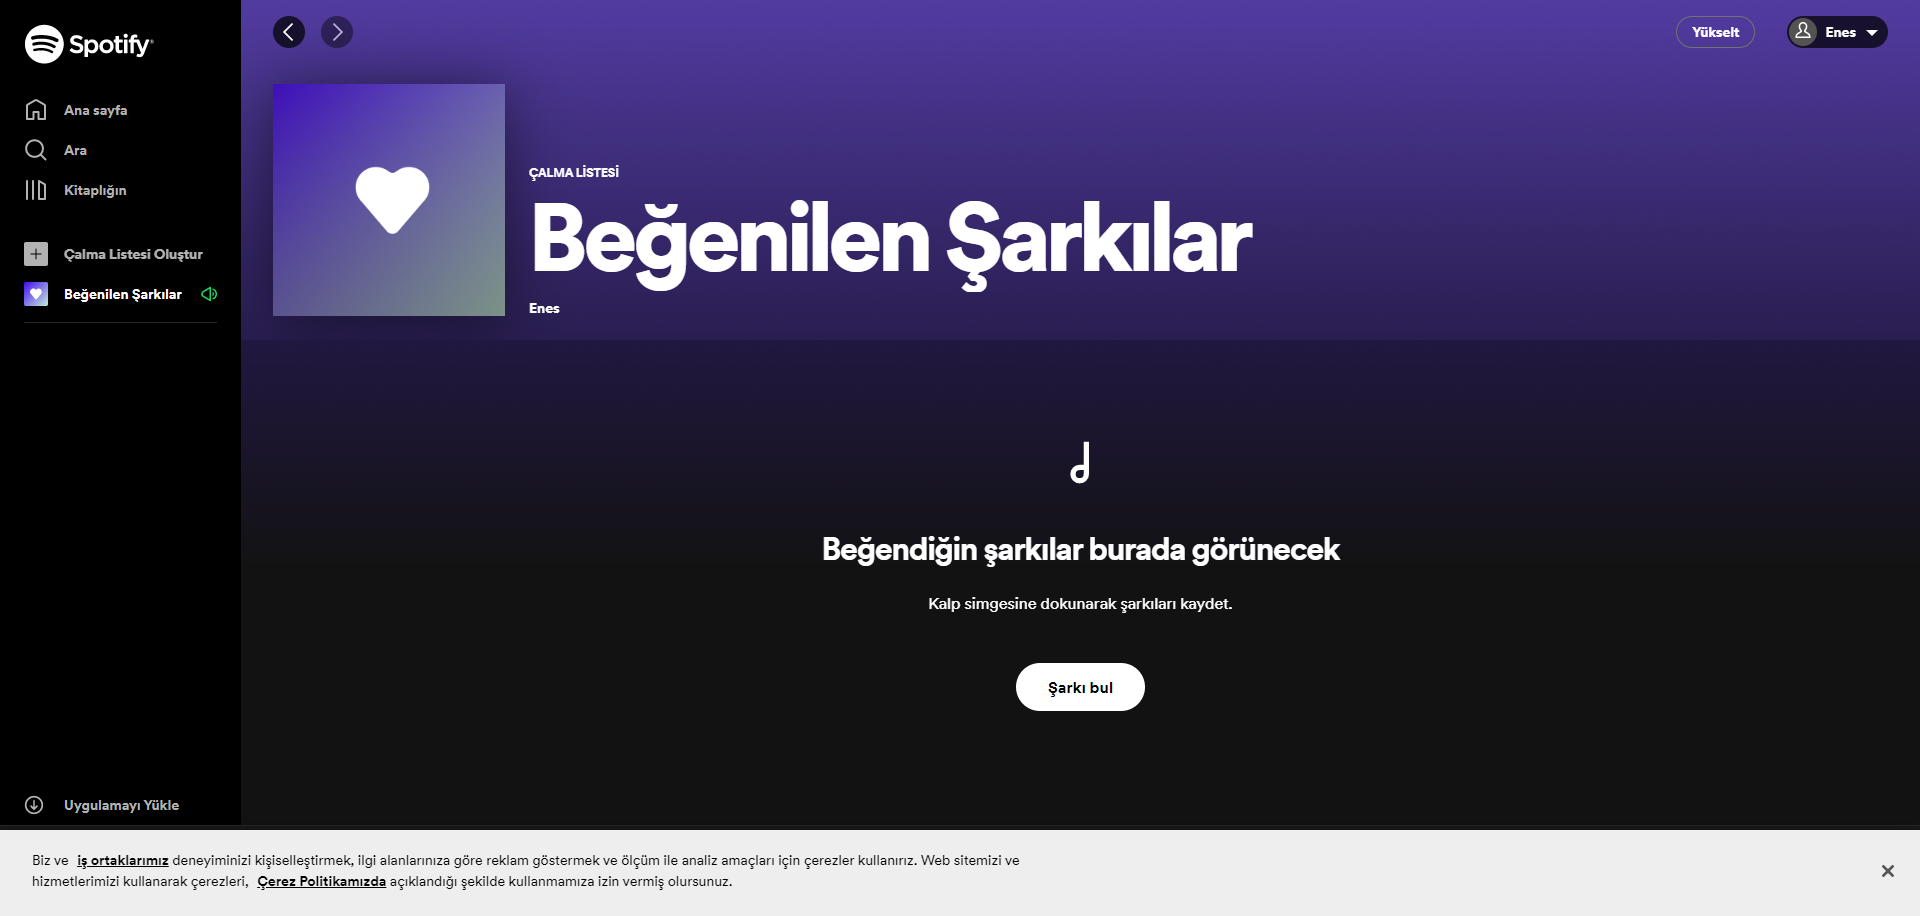 Spotify
Ana sayfa
Ara
Kitaplığın
Çalma Listesi Oluştur
Beğenilen Şarkılar
Uygulamayı Yükle
Yükselt
Enes
ÇALMA LİSTESİ
Beğenilen Şarkılar
Enes
Beğendiğin şarkılar burada görünecek
Kalp simgesine dokunarak şarkıları kaydet.
Şarkı bul
Biz ve iş ortaklarımız deneyiminizi kişiselleştirmek, ilgi alanlarınıza göre reklam göstermek ve ölçüm ile analiz amaçları için çerezler kullanırız. Web sitemizi ve
hizmetlerimizi kullanarak çerezleri, Çerez Politikamızda açıklandığı şekilde kullanmamıza izin vermiş olursunuz.